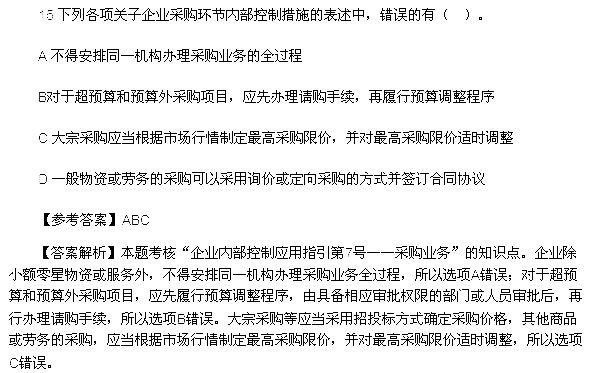 15 下列各项关子企业采购环节内部控制措施的表述中，错误的有（ ）。
A 不得安排同一机构办理采购业务的全过程
B对于超预算和预算外采购项目，应先办理请购手续，再履行预算调整程序
C 大宗采购应当根据市场行情制定最高采购限价，并对最高采购限价适时调整
D 一般物资或劳务的采购可以采用询价或定向采购的方式并签订合同协议
【参考答案】ABC
【答案解析】本题考核“企业内部控制应用指引第7号——采购业务”的知识点。企业除
小额零星物资或服务外，不得安排同一机构办理采购业务全过程，所以选项A错误；对于超预
算和预算外采购项目，应先履行预算调整程序，由具备相应审批权限的部门或人员审批后，再
行办理请购手续，所以选项B错误。大宗采购等应当采用招投标方式确定采购价格，其他商品
或劳务的采购，应当根据市场行情制定最高采购限价，并对最高采购限价适时调整，所以选项
C错误。